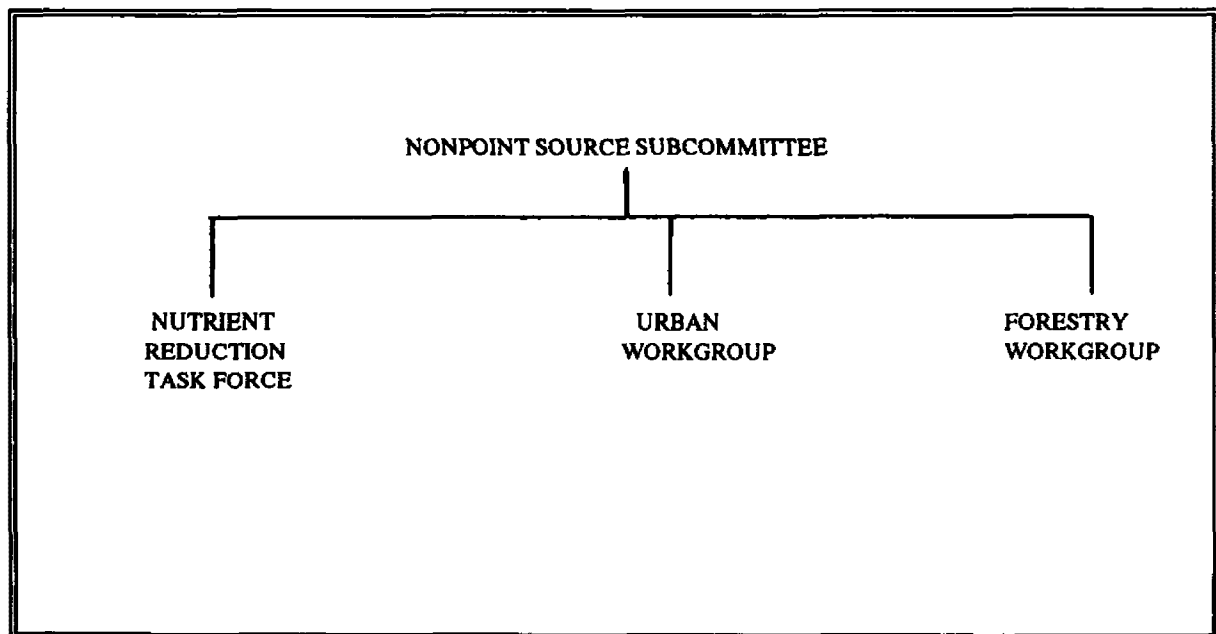 NONPOINT SOURCE SUBCOMMITTEE
NUTRIENT
REDUCTION
TASK FORCE
URBAN
WORKGROUP
FORESTRY
WORKGROUP